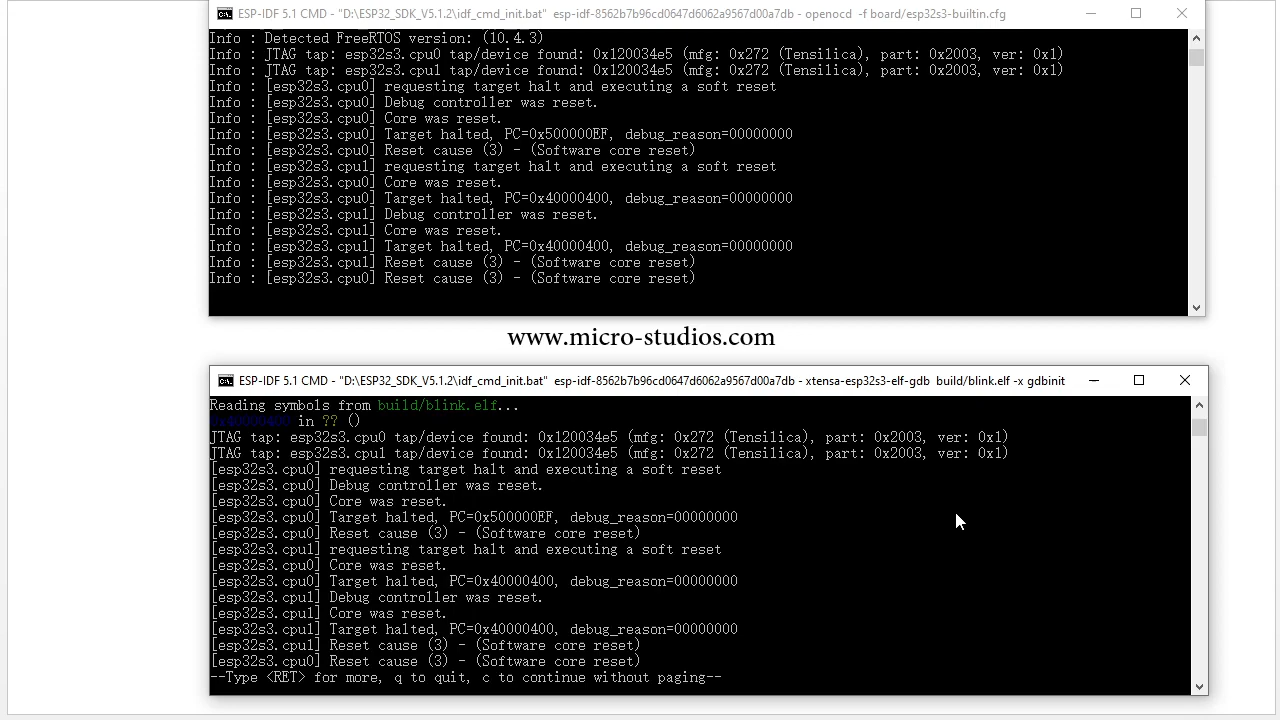 ESP-IDF 5.1 CMD - "D:\ESP32_SDK_V5.1.2\idf_cmd_init.bat" esp-idf-8562b7b96cd0647d6062a9567d00a7db - openocd -f board/esp32s3-builtin.cfg
Info : Detected FreeRTOS version: (10.4.3)
Info : JTAG tap: esp32s3.cpu0 tap/device found: 0x120034e5 (mfg: 0x272 (Tensilica), part: 0x2003, ver: 0x1)
Info : JTAG tap: esp32s3.cpu1 tap/device found: 0x120034e5 (mfg: 0x272 (Tensilica), part: 0x2003, ver: 0x1)
Info : [esp32s3.cpu0] requesting target halt and executing a soft reset
Info : [esp32s3.cpu0] Debug controller was reset.
Info : [esp32s3.cpu0] Core was reset.
Info : [esp32s3.cpu0] Target halted, PC=0x500000EF, debug_reason=00000000
Info : [esp32s3.cpu0] Reset cause (3) - (Software core reset)
Info : [esp32s3.cpu1] requesting target halt and executing a soft reset
Info : [esp32s3.cpu0] Core was reset.
Info : [esp32s3.cpu0] Target halted, PC=0x40000400, debug_reason=00000000
Info : [esp32s3.cpu1] Debug controller was reset.
Info : [esp32s3.cpu1] Core was reset.
Info : [esp32s3.cpu1] Target halted, PC=0x40000400, debug_reason=00000000
Info : [esp32s3.cpu1] Reset cause (3) - (Software core reset)
Info : [esp32s3.cpu0] Reset cause (3) - (Software core reset)
www.micro-studios.com
ESP-IDF 5.1 CMD - "D:\ESP32_SDK_V5.1.2\idf_cmd_init.bat" esp-idf-8562b7b96cd0647d6062a9567d00a7db - xtensa-esp32s3-elf-gdb build/blink.elf -x gdbinit
Reading symbols from build/blink.elf...
0x40000400 in ?? ()
JTAG tap: esp32s3.cpu0 tap/device found: 0x120034e5 (mfg: 0x272 (Tensilica), part: 0x2003, ver: 0x1)
JTAG tap: esp32s3.cpu1 tap/device found: 0x120034e5 (mfg: 0x272 (Tensilica), part: 0x2003, ver: 0x1)
[esp32s3.cpu0] requesting target halt and executing a soft reset
[esp32s3.cpu0] Debug controller was reset.
[esp32s3.cpu0] Core was reset.
[esp32s3.cpu0] Target halted, PC=0x500000EF, debug_reason=00000000
[esp32s3.cpu0] Reset cause (3) - (Software core reset)
[esp32s3.cpu1] requesting target halt and executing a soft reset
[esp32s3.cpu0] Core was reset.
[esp32s3.cpu0] Target halted, PC=0x40000400, debug_reason=00000000
[esp32s3.cpu1] Debug controller was reset.
[esp32s3.cpu1] Core was reset.
[esp32s3.cpu1] Target halted, PC=0x40000400, debug_reason=00000000
[esp32s3.cpu1] Reset cause (3) - (Software core reset)
[esp32s3.cpu0] Reset cause (3) - (Software core reset)
--Type <RET> for more, q to quit, c to continue without paging--